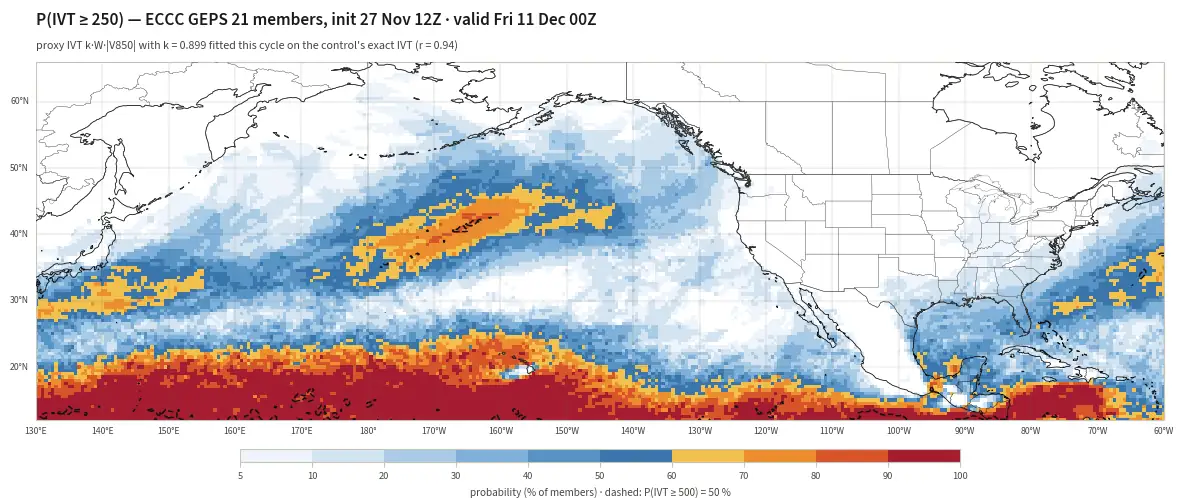 P(IVT ≥ 250) — ECCC GEPS 21 members, init 27 Nov 12Z · valid Fri 11 Dec 00Z
proxy IVT k·W·|V850| with k = 0.899 fitted this cycle on the control's exact IVT (r = 0.94)
60°N
50°N
40°N
30°N
20°N
130°E 140°E 150°E 160°E 170°E 180° 170°W 160°W 150°W 140°W 130°W 120°W 110°W 100°W 90°W 80°W 70°W 60°W
5 10 20 30 40 50 60 70 80 90 100
probability (% of members) · dashed: P(IVT ≥ 500) = 50 %